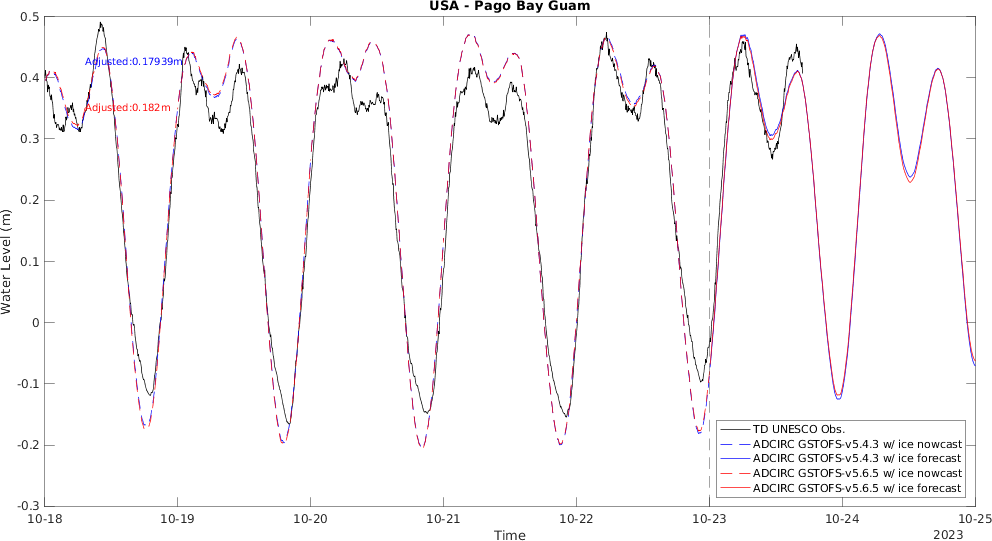 USA - Pago Bay Guam
0.5
0.4
0.3
0.2
0.1
0
-0.1
-0.2
-0.3
Water Level (m)
Adjusted:0.17939m
Adjusted:0.182m
TD UNESCO Obs.
ADCIRC GSTOFS-v5.4.3 w/ ice nowcast
ADCIRC GSTOFS-v5.4.3 w/ ice forecast
ADCIRC GSTOFS-v5.6.5 w/ ice nowcast
ADCIRC GSTOFS-v5.6.5 w/ ice forecast
10-18 10-19 10-20 10-21 10-22 10-23 10-24 10-25
Time
2023